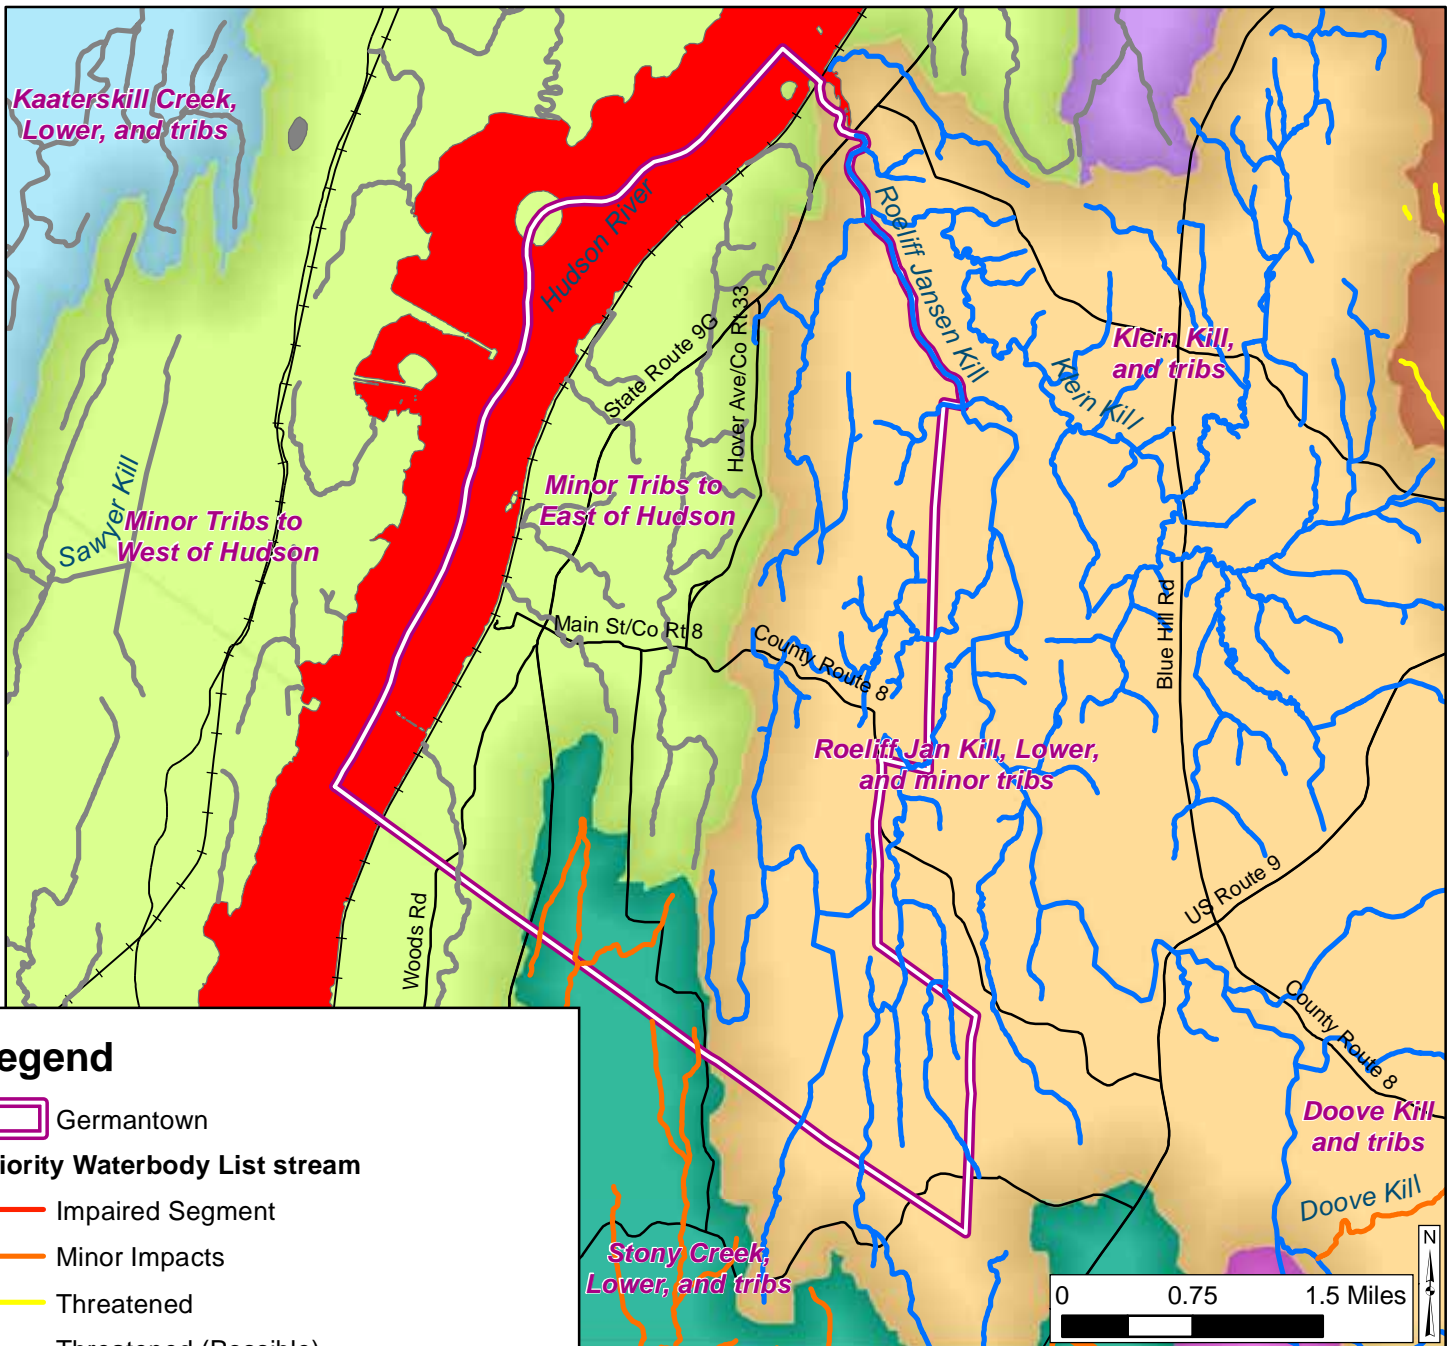 Kaaterskill Creek,
Lower, and tribs
Hudson River
Roeliff Jansen Kill
State Route 9G
Hover Ave/Co Rt 33
Klein Kill,
and tribs
Klein Kill
Sawyer Kill
Minor Tribs to
West of Hudson
Minor Tribs to
East of Hudson
Main St/Co Rt 8
County Route 8
Blue Hill Rd
Roeliff Jan Kill, Lower,
and minor tribs
US Route 9
Woods Rd
County Route 8
Doove Kill
and tribs
Doove Kill
Stony Creek,
Lower, and tribs
egend
Germantown
iority Waterbody List stream
Impaired Segment
Minor Impacts
Threatened
Threatened (Possible)
N
0 0.75 1.5 Miles